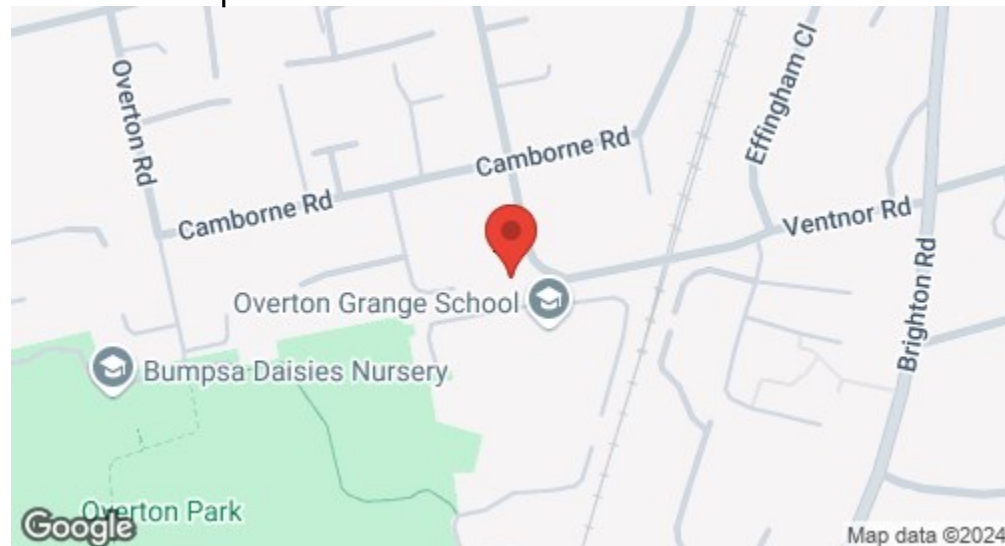 Effingham Cl
Overton Rd
Camborne Rd
Camborne Rd
Ventnor Rd
Brighton Rd
Overton Grange School
Bumpsa Daisies Nursery
Overton Park
Google
Map data ©2024